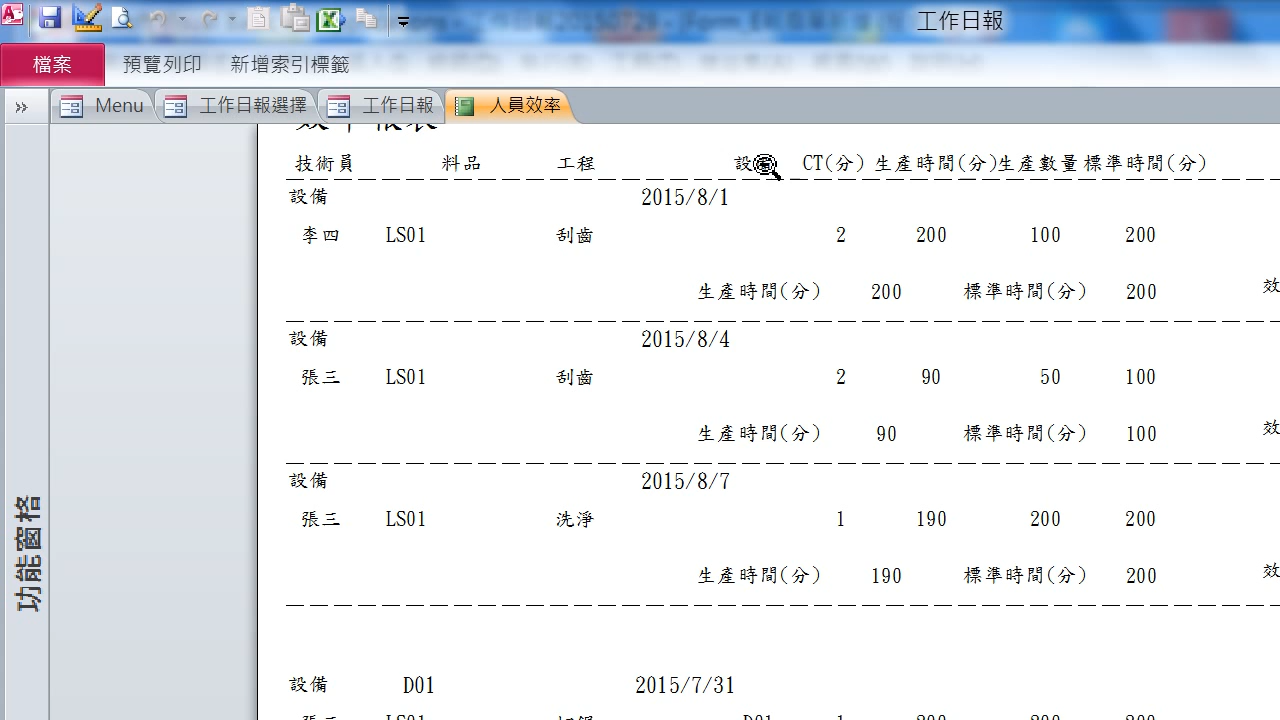 工作日報
檔案 預覽列印 新增索引標籤
» Menu 工作日報選擇 工作日報 人員效率
技術員 料品 工程 CT(分) 生產時間(分) 生產數量 標準時間(分)
設備 2015/8/1
李四 LS01 刮齒 2 200 100 200
生產時間(分) 200 標準時間(分) 200 效
設備 2015/8/4
張三 LS01 刮齒 2 90 50 100
生產時間(分) 90 標準時間(分) 100 效
設備 2015/8/7
張三 LS01 洗淨 1 190 200 200
生產時間(分) 190 標準時間(分) 200 效
設備 D01 2015/7/31
功能窗格